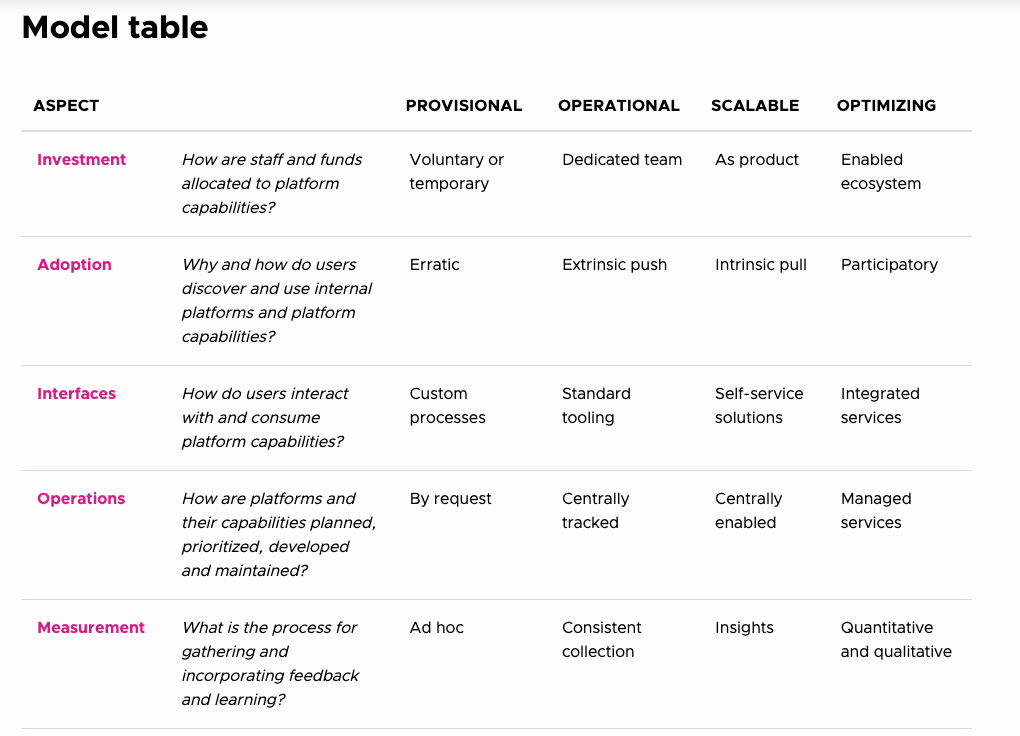 Model table
ASPECT PROVISIONAL OPERATIONAL SCALABLE OPTIMIZING
Investment How are staff and funds Voluntary or Dedicated team As product Enabled
allocated to platform temporary ecosystem
capabilities?
Adoption Why and how do users Erratic Extrinsic push Intrinsic pull Participatory
discover and use internal
platforms and platform
capabilities?
Interfaces How do users interact Custom Standard Self-service Integrated
with and consume processes tooling solutions services
platform capabilities?
Operations How are platforms and By request Centrally Centrally Managed
their capabilities planned, tracked enabled services
prioritized, developed
and maintained?
Measurement What is the process for Ad hoc Consistent Insights Quantitative
gathering and collection and qualitative
incorporating feedback
and learning?